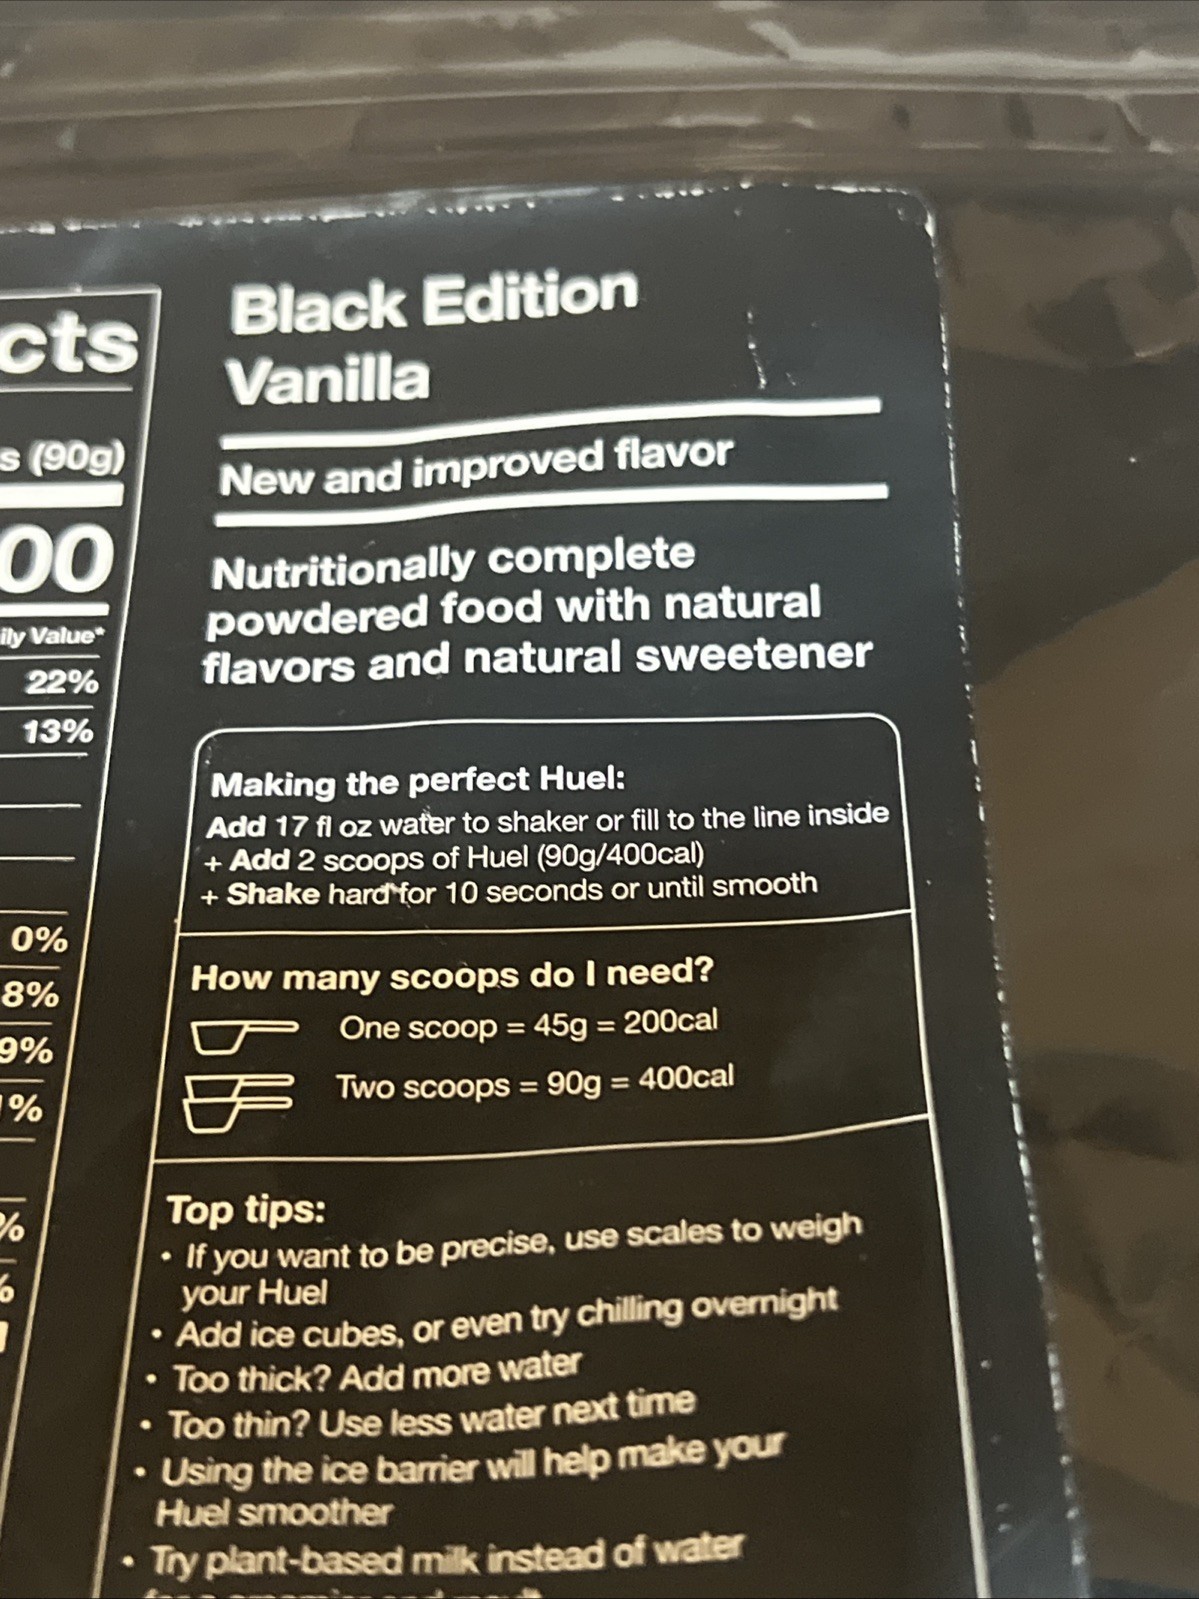 cts
s (90g)
00
ily Value*
22%
13%
0%
8%
9%
%
%
Black Edition
Vanilla
New and improved flavor
Nutritionally complete
powdered food with natural
flavors and natural sweetener
Making the perfect Huel:
Add 17 fl oz water to shaker or fill to the line inside
+ Add 2 scoops of Huel (90g/400cal)
+ Shake hard for 10 seconds or until smooth
How many scoops do I need?
One scoop = 45g = 200cal
Two scoops = 90g = 400cal
Top tips:
• If you want to be precise, use scales to weigh
your Huel
• Add ice cubes, or even try chilling overnight
• Too thick? Add more water
• Too thin? Use less water next time
• Using the ice barrier will help make your
Huel smoother
• Try plant-based milk instead of water